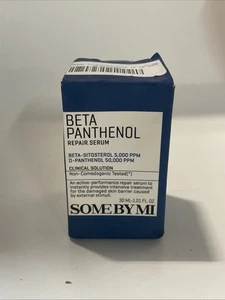 BETA
PANTHENOL
REPAIR SERUM
BETA-SITOSTEROL 5,000 PPM
D-PANTHENOL 50,000 PPM
CLINICAL SOLUTION
Non-Comedogenic Tested(*)
An active-performance repair serum to
instantly provides intensive treatment
for the damaged skin barrier caused
by external stimuli.
30 ML·1.01 FL. OZ.
SOME BY MI